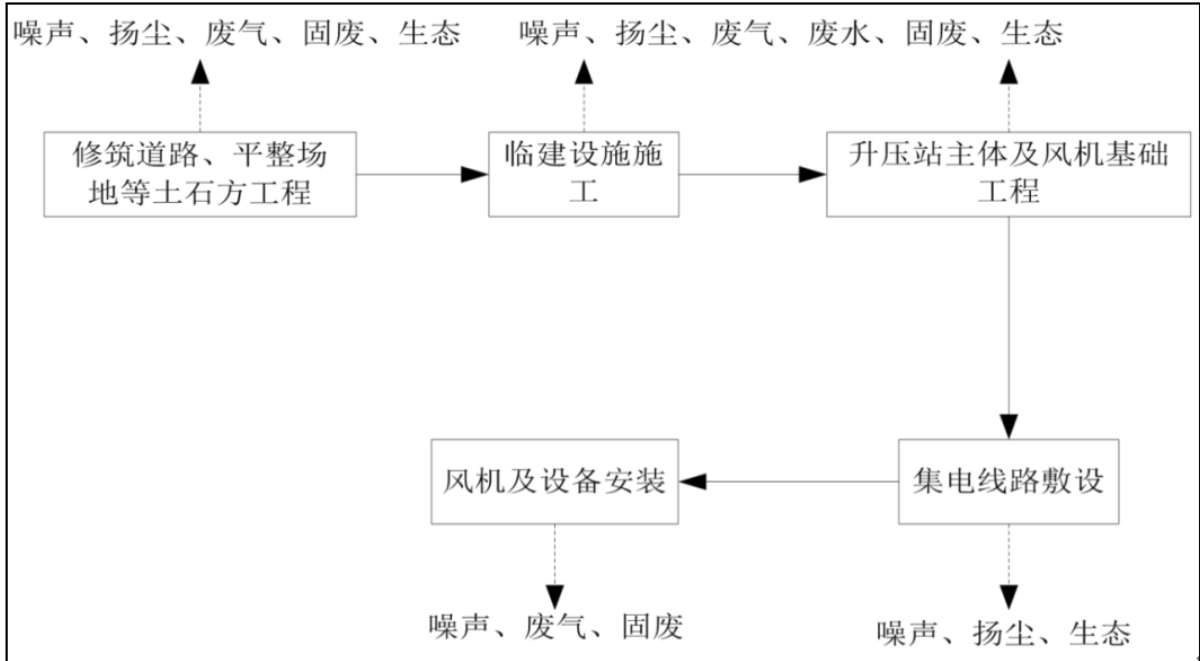 噪声、扬尘、废气、固废、生态
噪声、扬尘、废气、废水、固废、生态
修筑道路、平整场
地等土石方工程
临建设施施
工
升压站主体及风机基础
工程
风机及设备安装
集电线路敷设
噪声、废气、固废
噪声、扬尘、生态